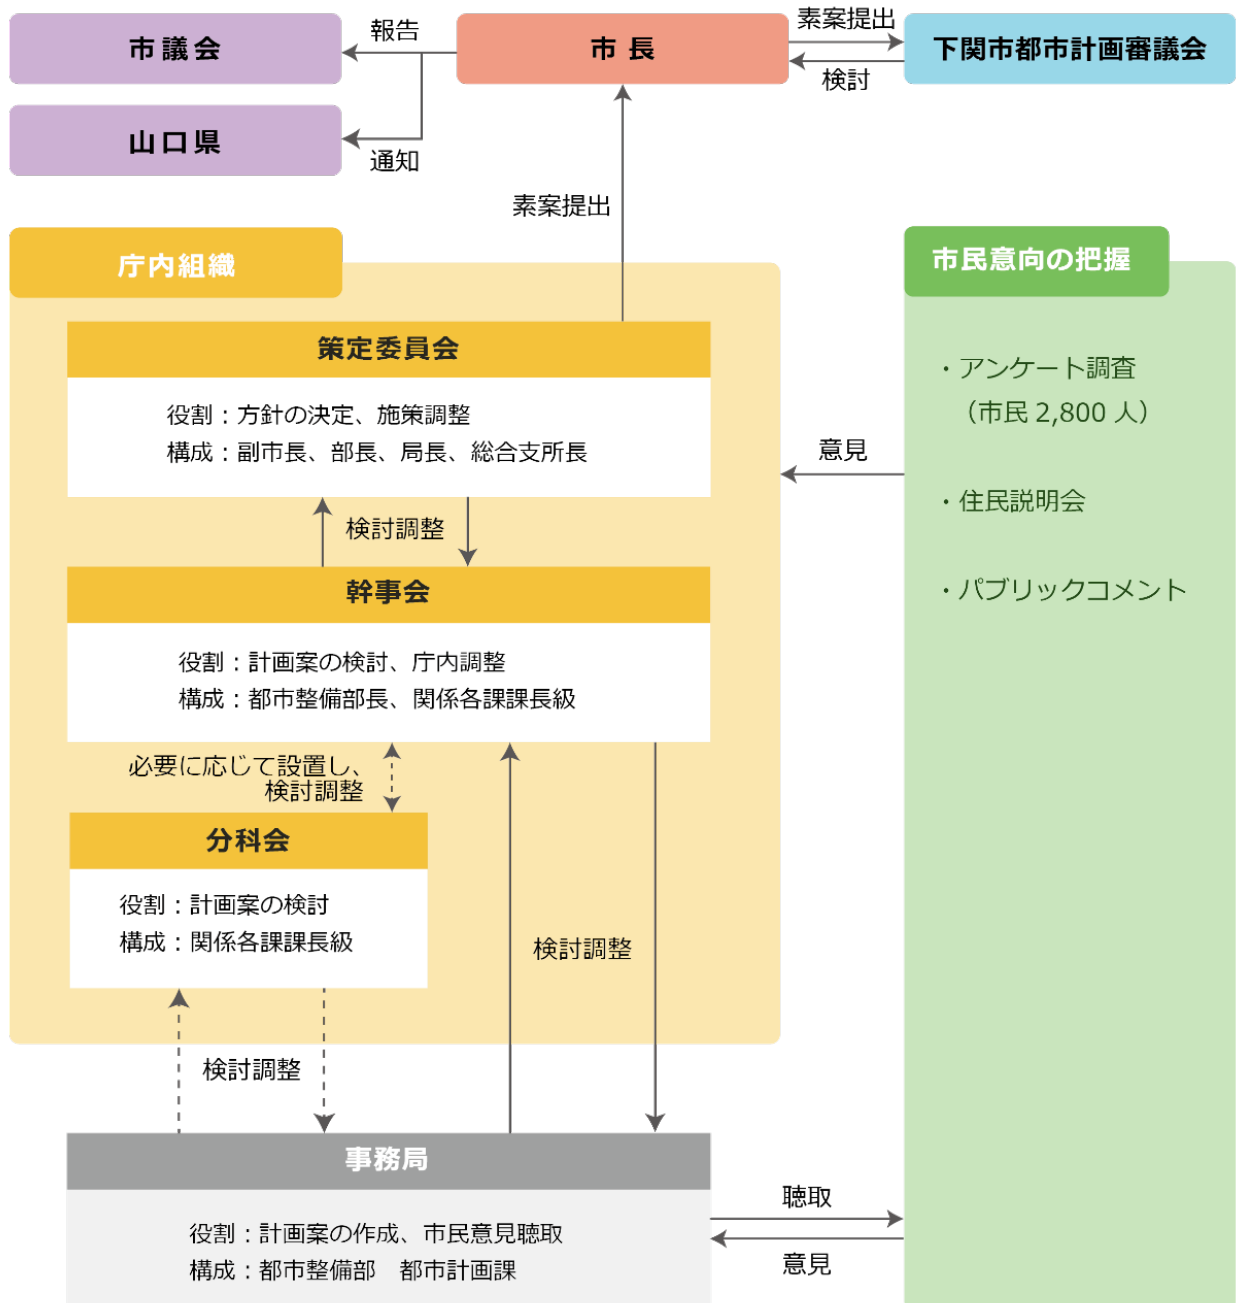 市議会
報告
市長
素案提出
下関市都市計画審議会
検討
山口県
通知
素案提出
庁内組織
策定委員会
役割：方針の決定、施策調整
構成：副市長、部長、局長、総合支所長
検討調整
幹事会
役割：計画案の検討、庁内調整
構成：都市整備部長、関係各課課長級
必要に応じて設置し、
検討調整
分科会
役割：計画案の検討
構成：関係各課課長級
検討調整
検討調整
事務局
役割：計画案の作成、市民意見聴取
構成：都市整備部　都市計画課
意見
聴取
意見
市民意向の把握
・アンケート調査
（市民 2,800 人）
・住民説明会
・パブリックコメント